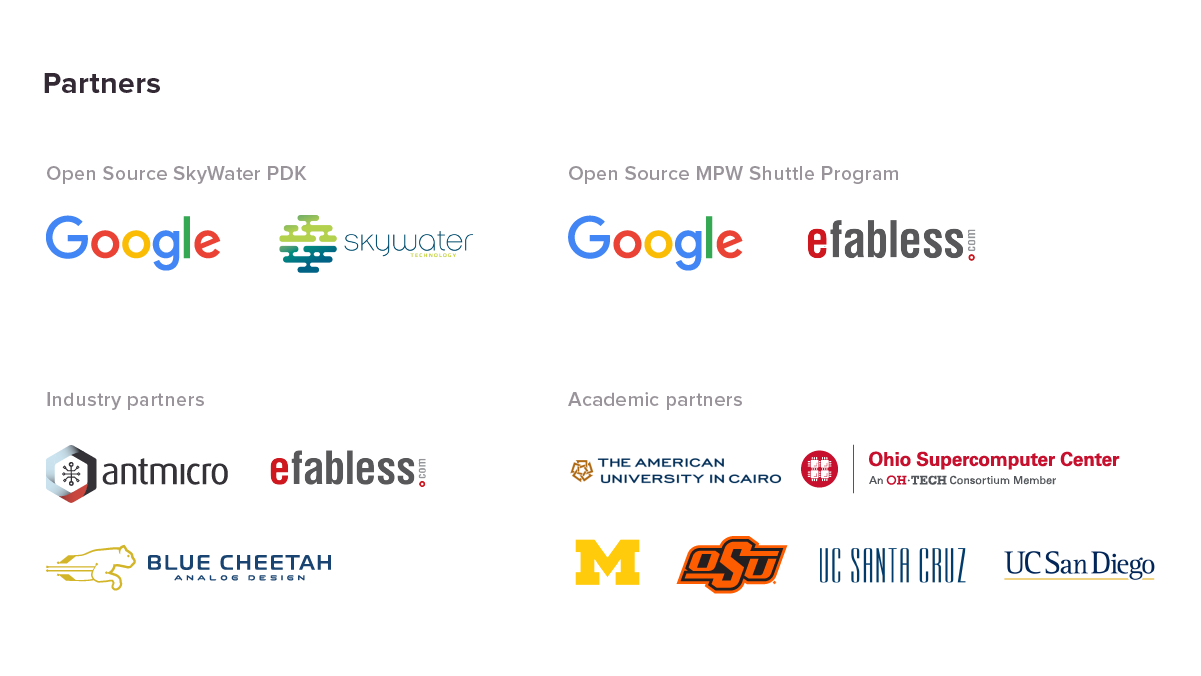 Partners
Open Source SkyWater PDK
Google
skywater
TECHNOLOGY
Open Source MPW Shuttle Program
Google
efabless.com
Industry partners
antmicro
efabless.com
BLUE CHEETAH
ANALOG DESIGN
Academic partners
THE AMERICAN
UNIVERSITY IN CAIRO
Ohio Supercomputer Center
An OH·TECH Consortium Member
M
OSU
UC SANTA CRUZ
UC San Diego